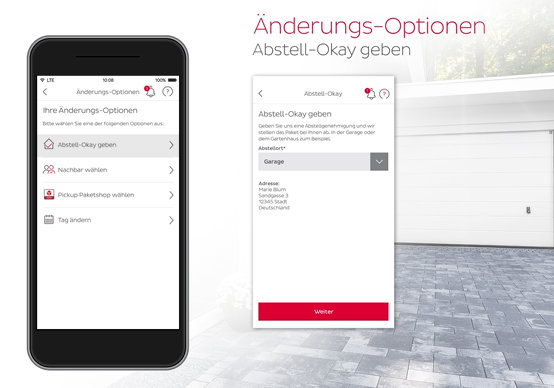 Änderungs-Optionen
Abstell-Okay geben
LTE 10:08 100%
Änderungs-Optionen
?
Ihre Änderungs-Optionen
Bitte wählen Sie eine der folgenden Optionen aus.
Abstell-Okay geben
Nachbar wählen
Pickup Paketshop wählen
Tag ändern
Abstell-Okay
?
Abstell-Okay geben
Geben Sie uns eine Abstellgenehmigung und wir
stellen das Paket bei Ihnen ab. In der Garage oder
dem Gartenhaus zum Beispiel.
Abstellort*
Garage
Adresse:
Marie Blum
Sandgasse 3
12345 Stadt
Deutschland
Weiter